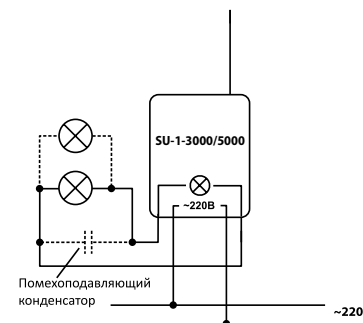 SU-1-3000/5000
~220В
Помехоподавляющий
конденсатор
~220